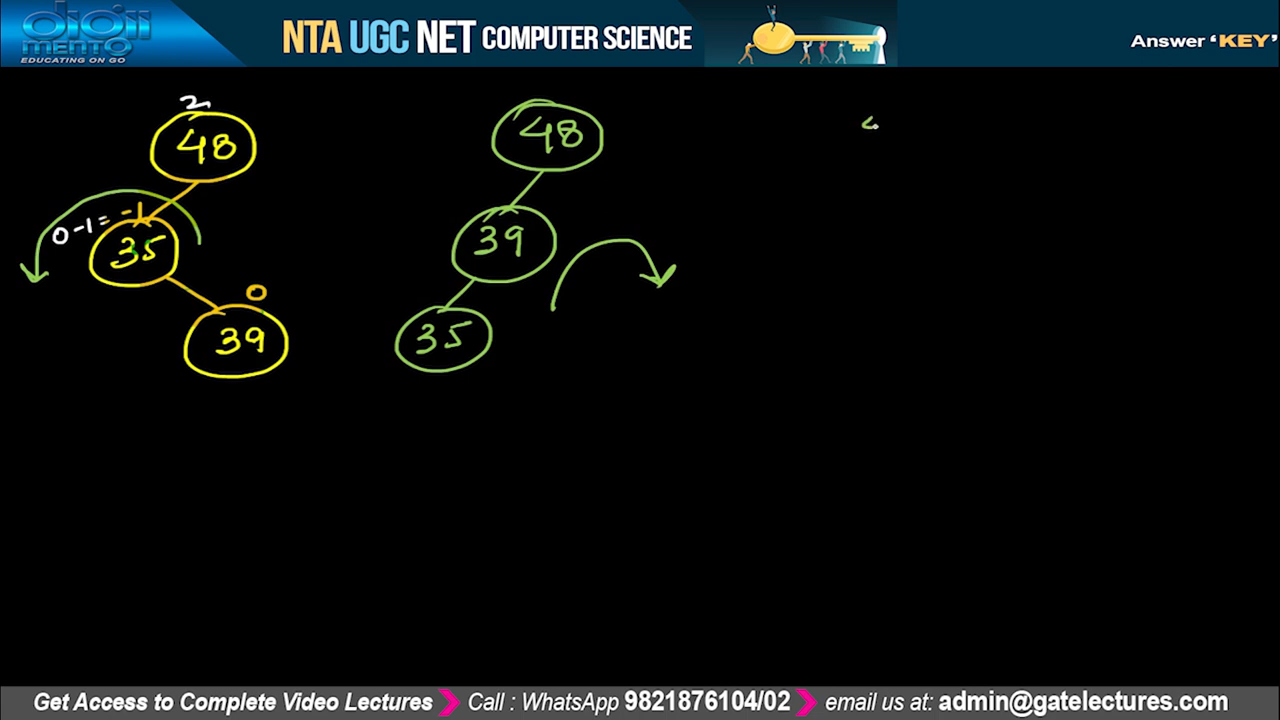 didii
MENTO
EDUCATING ON GO
NTA UGC NET COMPUTER SCIENCE
Answer ‘KEY’
2
48
0-1 = -1
35
0
39
48
39
35
Get Access to Complete Video Lectures Call : WhatsApp 9821876104/02 email us at: admin@gatelectures.com